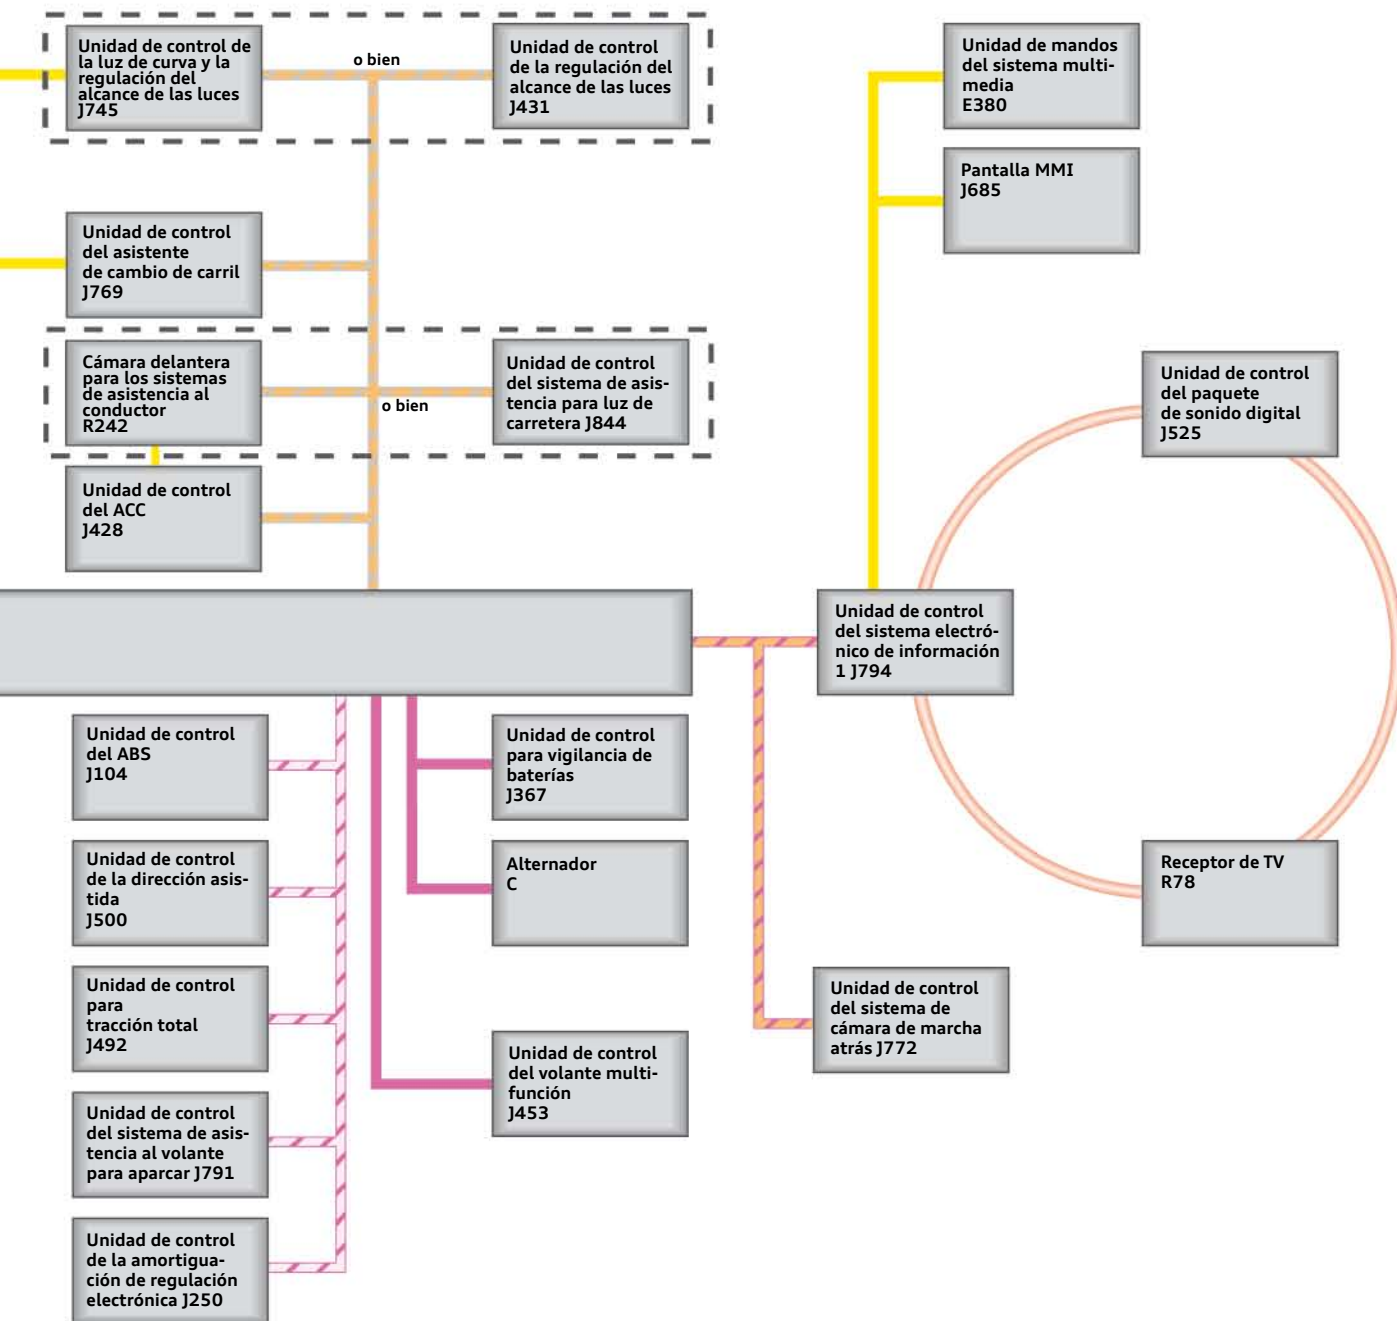 Unidad de control de
la luz de curva y la
regulación del
alcance de las luces
J745
o bien
Unidad de control
de la regulación del
alcance de las luces
J431
Unidad de mandos
del sistema multi-
media
E380
Pantalla MMI
J685
Unidad de control
del asistente
de cambio de carril
J769
Cámara delantera
para los sistemas
de asistencia al
conductor
R242
o bien
Unidad de control
del sistema de asis-
tencia para luz de
carretera J844
Unidad de control
del paquete
de sonido digital
J525
Unidad de control
del ACC
J428
Unidad de control
del sistema electró-
nico de información
1 J794
Unidad de control
del ABS
J104
Unidad de control
para vigilancia de
baterías
J367
Unidad de control
de la dirección asis-
tida
J500
Alternador
C
Receptor de TV
R78
Unidad de control
para
tracción total
J492
Unidad de control
del sistema de
cámara de marcha
atrás J772
Unidad de control
del volante multi-
función
J453
Unidad de control
del sistema de asis-
tencia al volante
para aparcar J791
Unidad de control
de la amortigua-
ción de regulación
electrónica J250